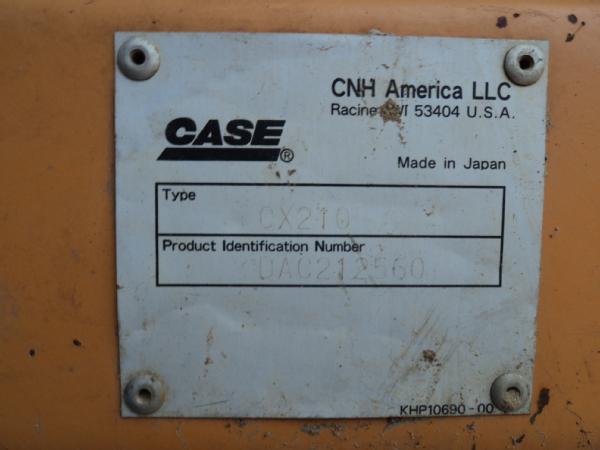 CNH America LLC
Racine WI 53404 U.S.A.
CASE®
Made in Japan
Type
CX210
Product Identification Number
DAC212560
KHP10690-00